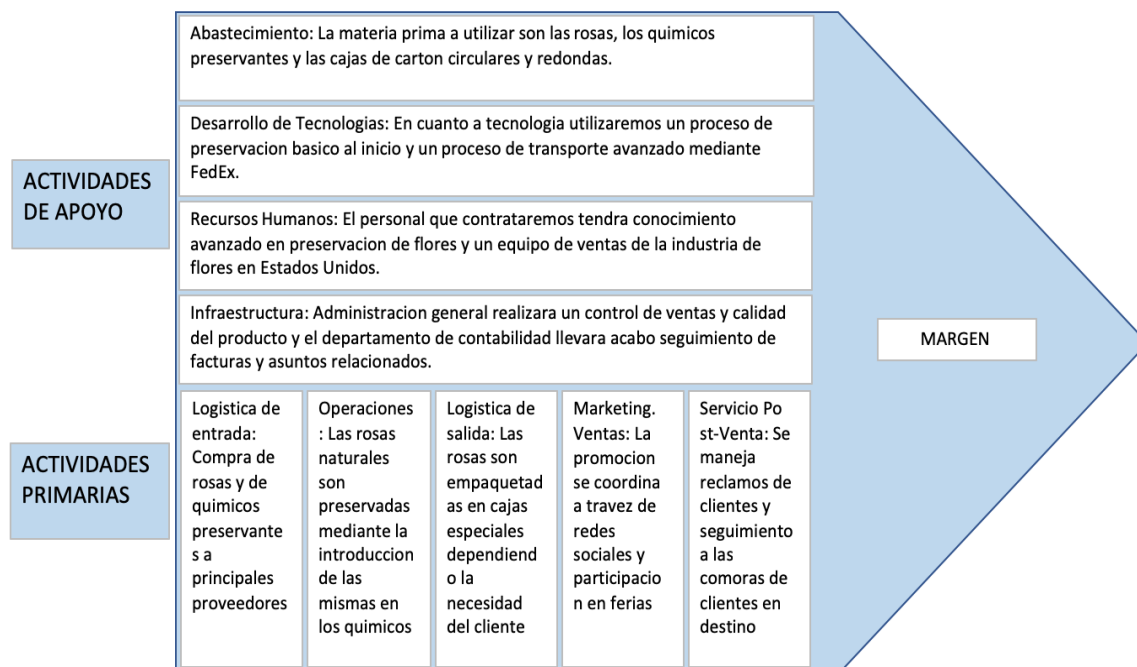 Abastecimiento: La materia prima a utilizar son las rosas, los quimicos
preservantes y las cajas de carton circulares y redondas.
Desarrollo de Tecnologias: En cuanto a tecnologia utilizaremos un proceso de
preservacion basico al inicio y un proceso de transporte avanzado mediante
FedEx.
ACTIVIDADES
DE APOYO
Recursos Humanos: El personal que contrataremos tendra conocimiento
avanzado en preservacion de flores y un equipo de ventas de la industria de
flores en Estados Unidos.
Infraestructura: Administracion general realizara un control de ventas y calidad
del producto y el departamento de contabilidad llevara acabo seguimiento de
facturas y asuntos relacionados.
MARGEN
ACTIVIDADES
PRIMARIAS
Logistica de
entrada:
Compra de
rosas y de
quimicos
preservante
s a
principales
proveedores
Operaciones
: Las rosas
naturales
son
preservadas
mediante la
introduccion
de las
mismas en
los quimicos
Logistica de
salida: Las
rosas son
empaquetad
as en cajas
especiales
dependiend
o la
necesidad
del cliente
Marketing.
Ventas: La
promocion
se coordina
a travez de
redes
sociales y
participacio
n en ferias
Servicio Po
st-Venta: Se
maneja
reclamos de
clientes y
seguimiento
a las
comoras de
clientes en
destino